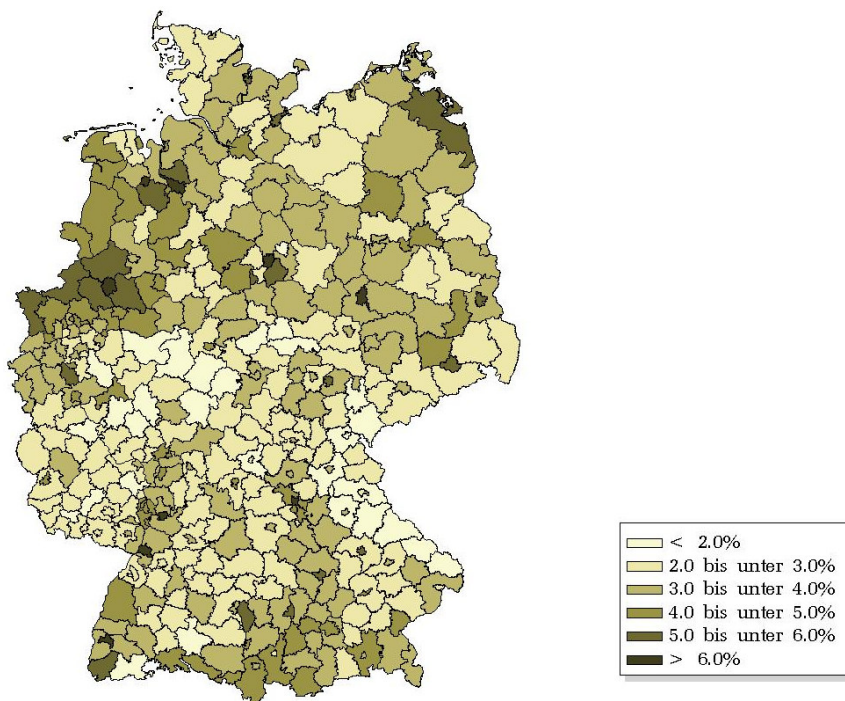 < 2.0%
2.0 bis unter 3.0%
3.0 bis unter 4.0%
4.0 bis unter 5.0%
5.0 bis unter 6.0%
> 6.0%